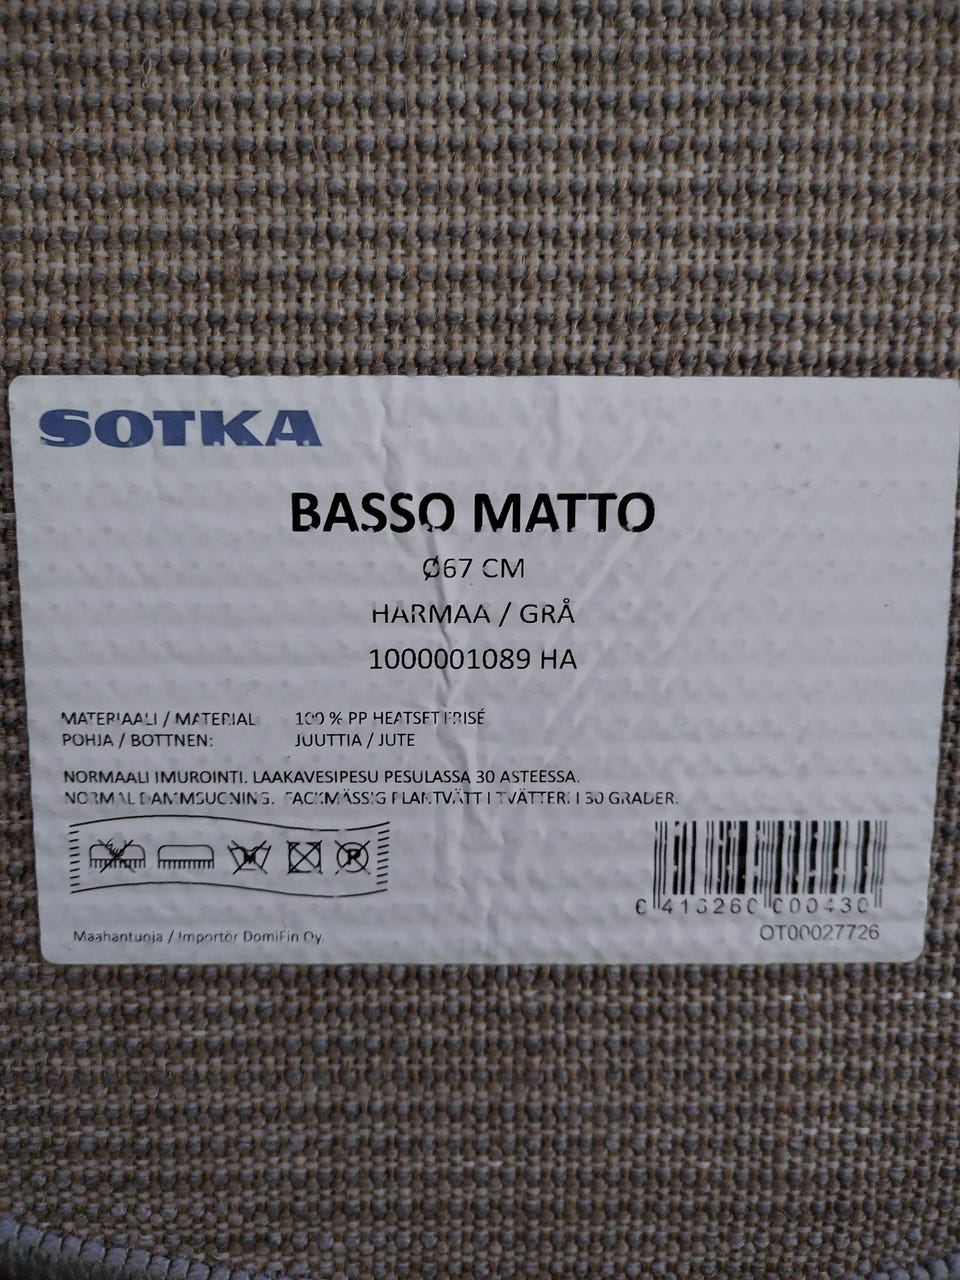 SOTKA
BASSO MATTO
Ø67 CM
HARMAA / GRÅ
1000001089 HA
MATERIAALI / MATERIAL: 100 % PP HEATSET FRISÉ
POHJA / BOTTNEN: JUUTTIA / JUTE
NORMAALI IMUROINTI. LAAKAVESIPESU PESULASSA 30 ASTEESSA.
NORMAL DAMMSUGNING. FACKMÄSSIG PLANTVÄTT I TVÄTTERI 30 GRADER.
P
Maahantuoja / Importör DomiFin Oy.
OT00027726